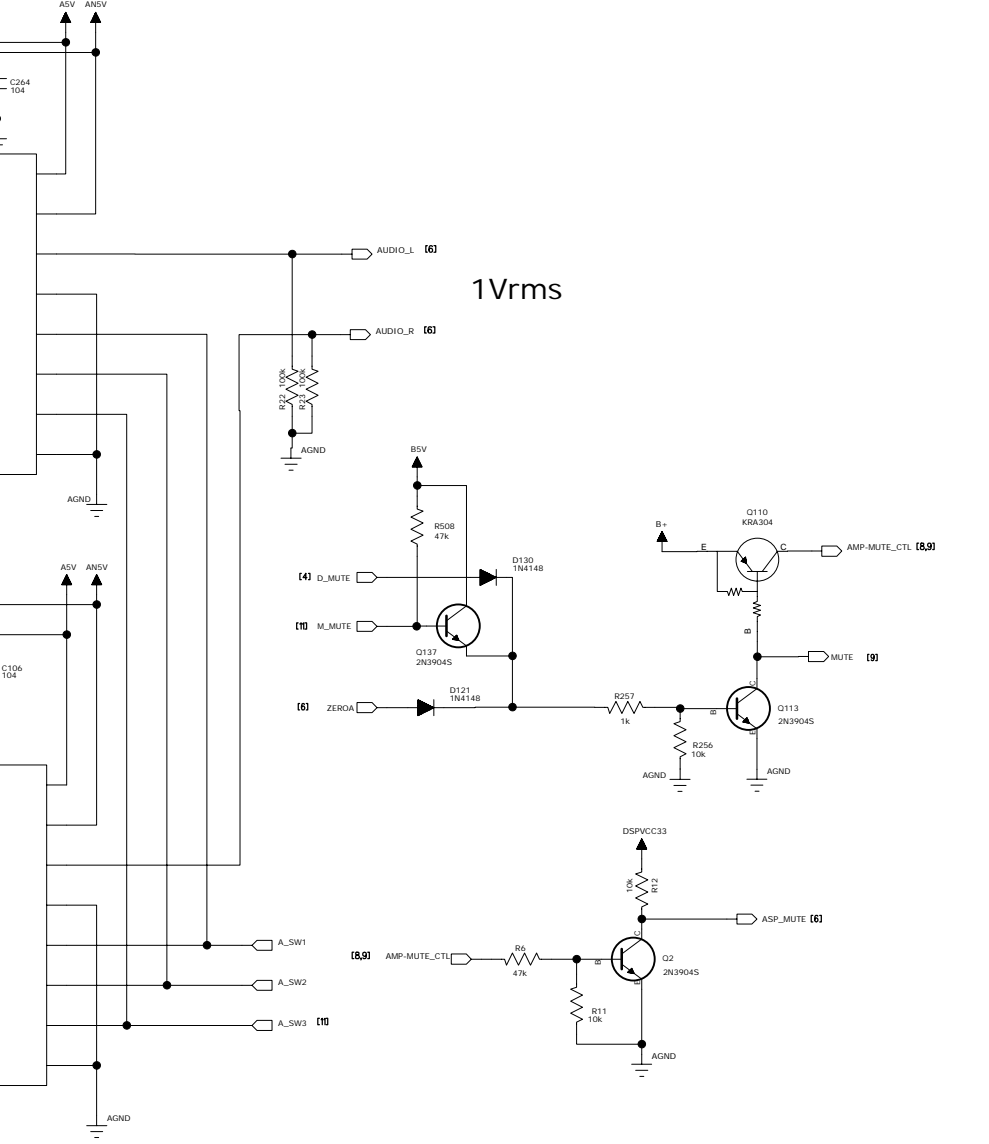 A5V AN5V
C264
104
AUDIO_L [6]
1Vrms
AUDIO_R [6]
R22 100k
R23 100k
AGND
B5V
AGND
R508
47k
Q110
KRA304
B+
E
C
AMP-MUTE_CTL [8,9]
A5V AN5V
D130
1N4148
[4] D_MUTE
[11] M_MUTE
B
Q137
2N3904S
MUTE [9]
C106
104
D121
1N4148
[6] ZEROA
R257
1k
C
B
E
Q113
2N3904S
R256
10k
AGND
AGND
DSPVCC33
10k
R12
ASP_MUTE [6]
A_SW1
[8,9] AMP-MUTE_CTL
R6
47k
C
B
E
Q2
2N3904S
A_SW2
R11
10k
A_SW3 [11]
AGND
AGND